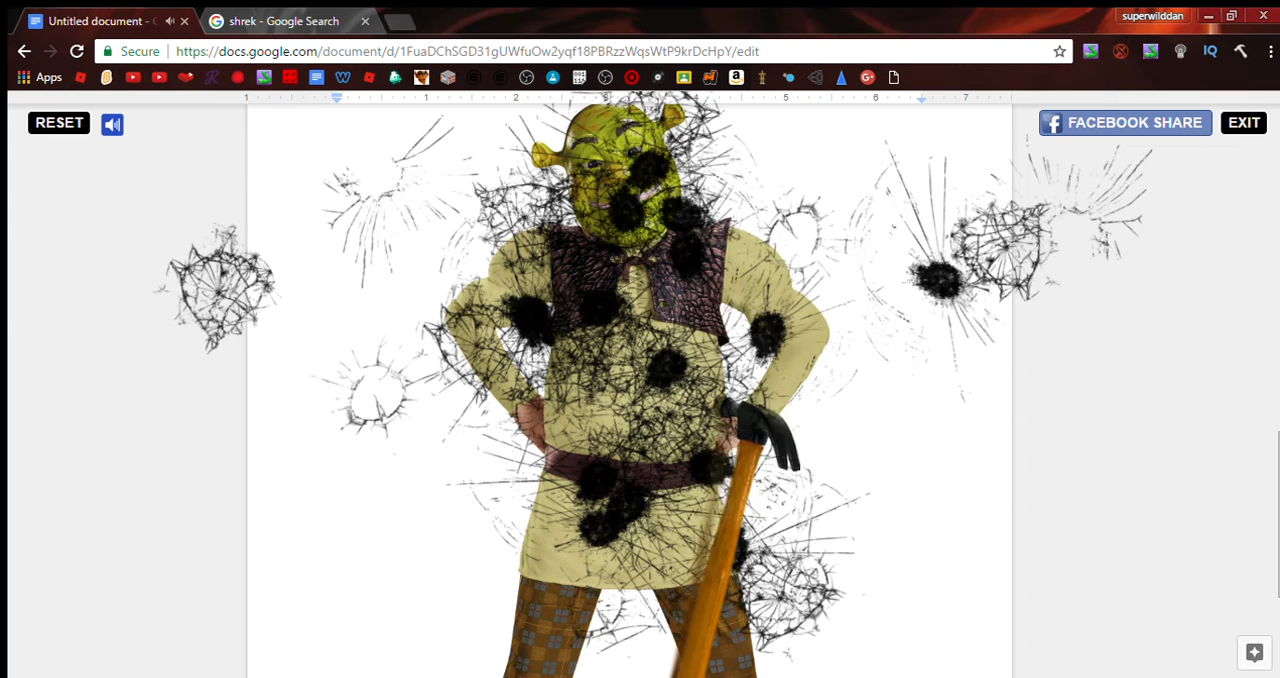 Untitled document - shrek - Google Search superwilddan
Secure https://docs.google.com/document/d/1FuaDChSGD31gUWfuOw2yqf18PBRzzWqsWtP9krDcHpY/edit IQ
Apps
1 1 2 3 4 5 6 7
RESET FACEBOOK SHARE EXIT